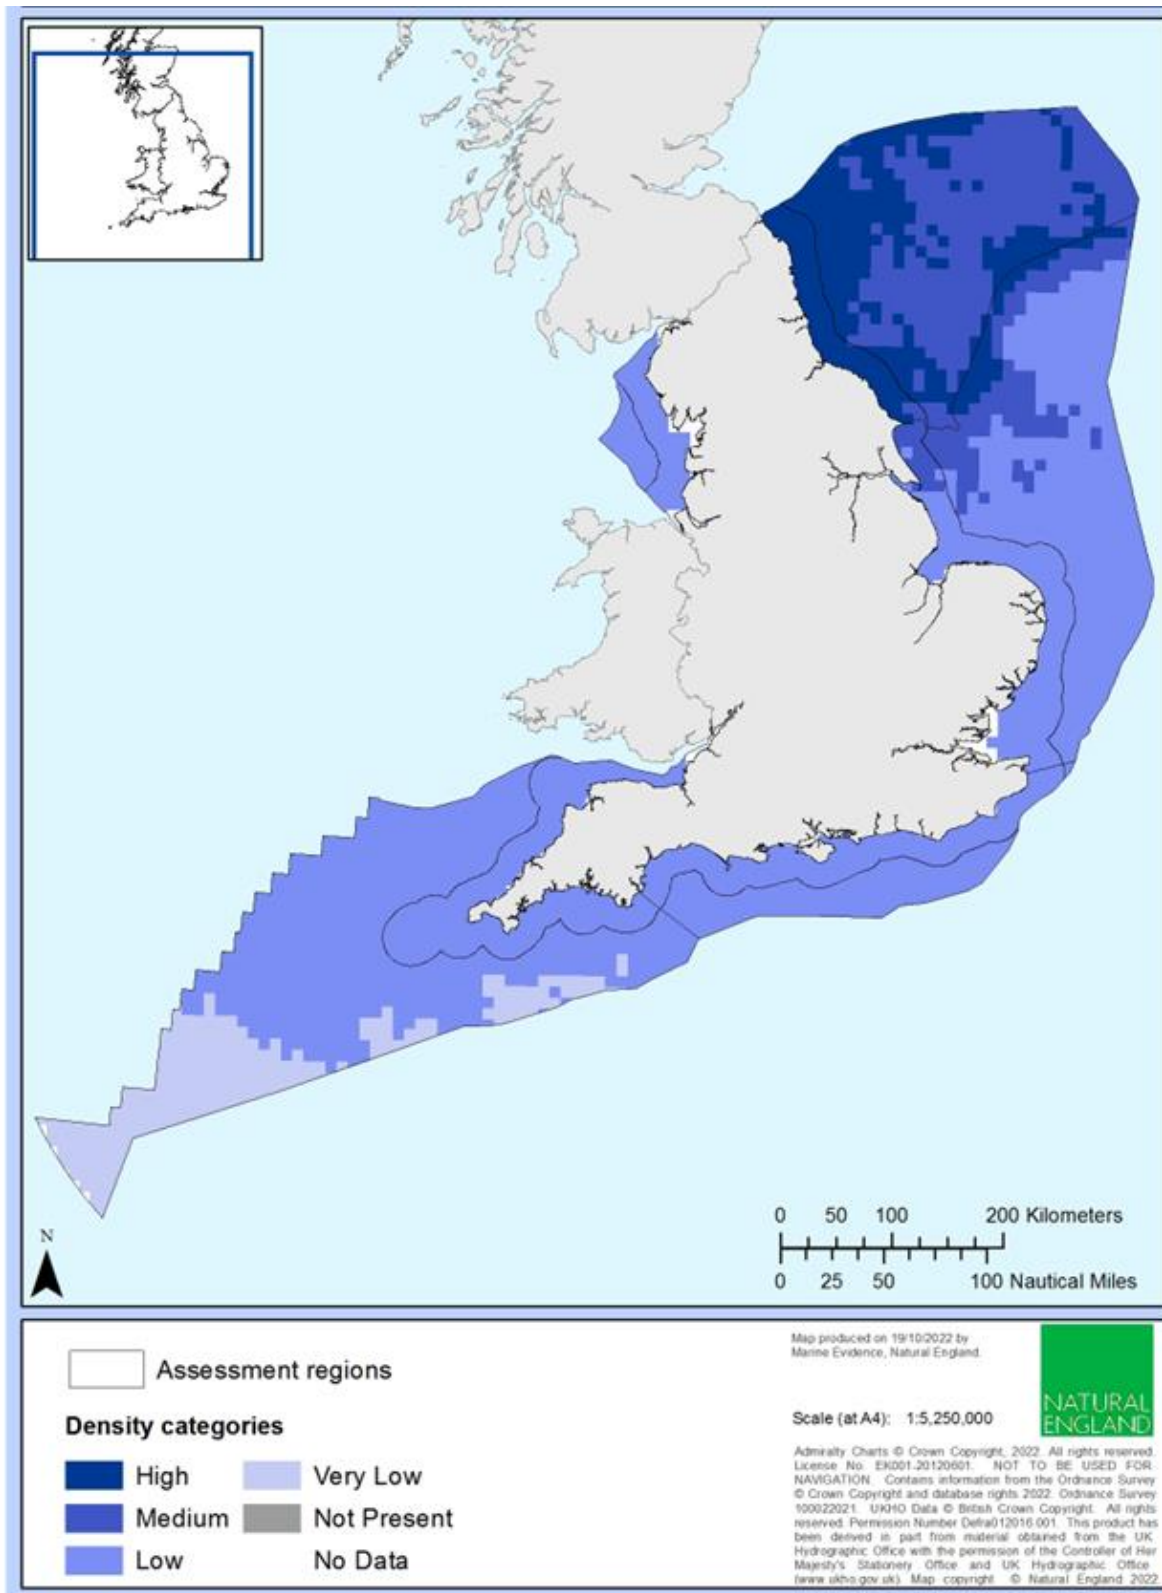 N
0 50 100 200 Kilometers
0 25 50 100 Nautical Miles
Assessment regions
Density categories
High
Medium
Low
Very Low
Not Present
No Data
Map produced on 19/10/2022 by
Marine Evidence, Natural England.
Scale (at A4): 1:5,250,000
NATURAL
ENGLAND
Admiralty Charts © Crown Copyright, 2022. All rights reserved.
License No. EK001-20120601. NOT TO BE USED FOR
NAVIGATION. Contains information from the Ordnance Survey
© Crown Copyright and database rights 2022. Ordnance Survey
100022021. UKHO Data © British Crown Copyright. All rights
reserved. Permission Number Defra012016.001. This product has
been derived in part from material obtained from the UK
Hydrographic Office with the permission of the Controller of Her
Majesty's Stationery Office and UK Hydrographic Office
(www.ukho.gov.uk). Map copyright © Natural England 2022